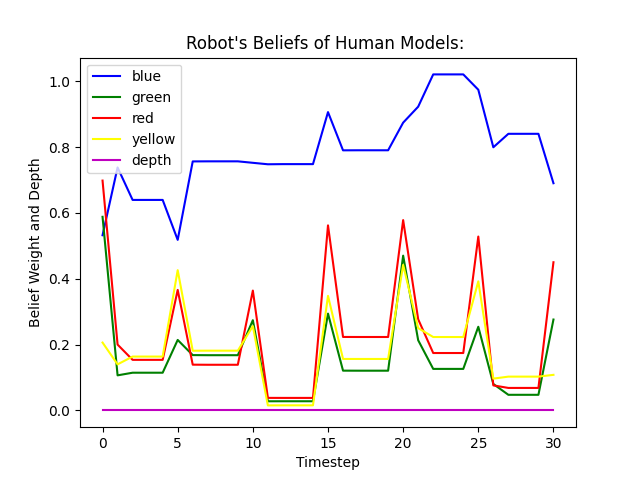 Robot's Beliefs of Human Models:
blue
green
red
yellow
depth
Belief Weight and Depth
1.0
0.8
0.6
0.4
0.2
0.0
0 5 10 15 20 25 30
Timestep